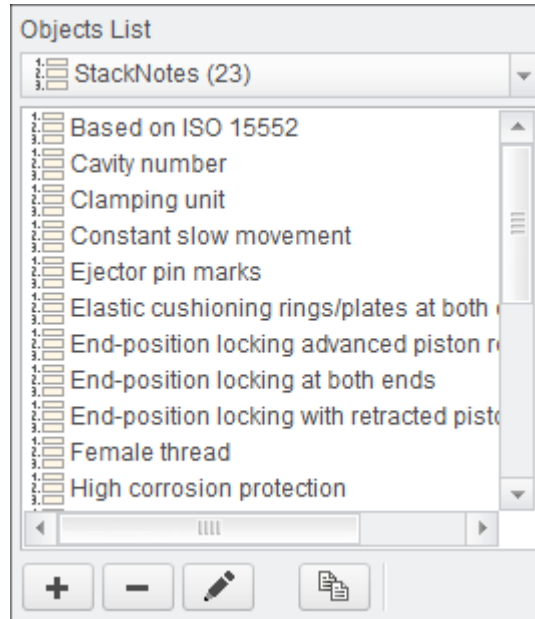 Objects List
StackNotes (23)
Based on ISO 15552
Cavity number
Clamping unit
Constant slow movement
Ejector pin marks
Elastic cushioning rings/plates at both
End-position locking advanced piston
End-position locking at both ends
End-position locking with retracted
Female thread
High corrosion protection